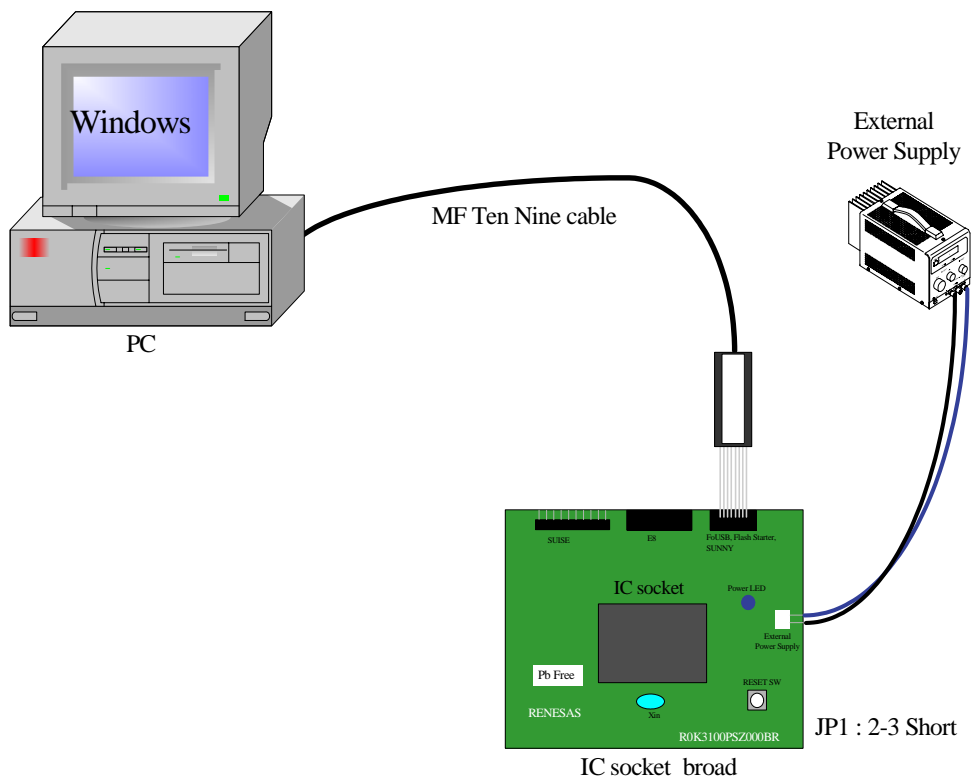 Windows
External
Power Supply
MF Ten Nine cable
PC
SUISE
E8
FoUSB, Flash Starter,
SUNNY
IC socket
Power LED
External
Power Supply
Pb Free
RESET SW
RENESAS
Xin
R0K3100PSZ000BR
JP1 : 2-3 Short
IC socket broad